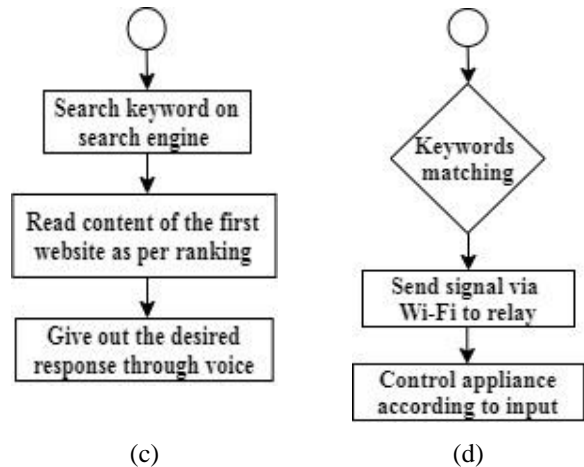 Search keyword on
search engine
Read content of the first
website as per ranking
Give out the desired
response through voice
(c)
Keywords
matching
Send signal via
Wi-Fi to relay
Control appliance
according to input
(d)